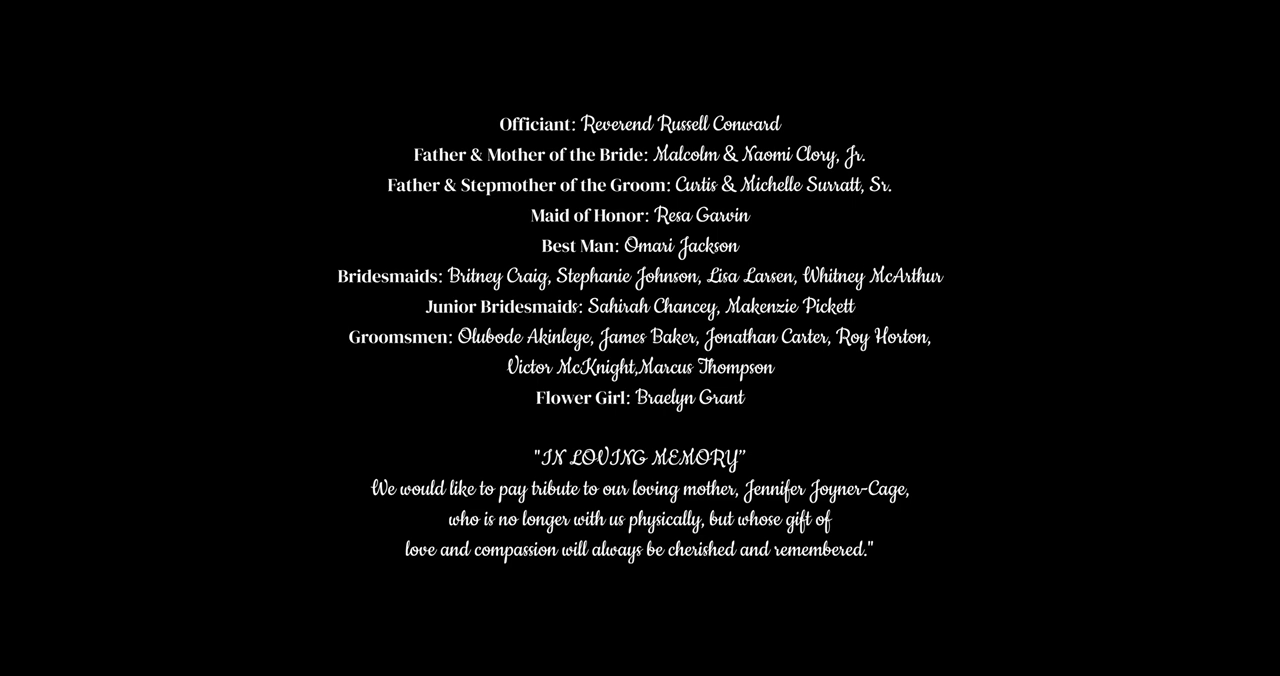 Officiant: Reverend Russell Conward
Father & Mother of the Bride: Malcolm & Naomi Clory, Jr.
Father & Stepmother of the Groom: Curtis & Michelle Surratt, Sr.
Maid of Honor: Resa Garvin
Best Man: Omari Jackson
Bridesmaids: Britney Craig, Stephanie Johnson, Lisa Larsen, Whitney McArthur
Junior Bridesmaids: Sahirah Chancey, Makenzie Pickett
Groomsmen: Olubode Akinleye, James Baker, Jonathan Carter, Roy Horton,
Victor McKnight,Marcus Thompson
Flower Girl: Braelyn Grant
"IN LOVING MEMORY”
We would like to pay tribute to our loving mother, Jennifer Joyner-Cage,
who is no longer with us physically, but whose gift of
love and compassion will always be cherished and remembered."